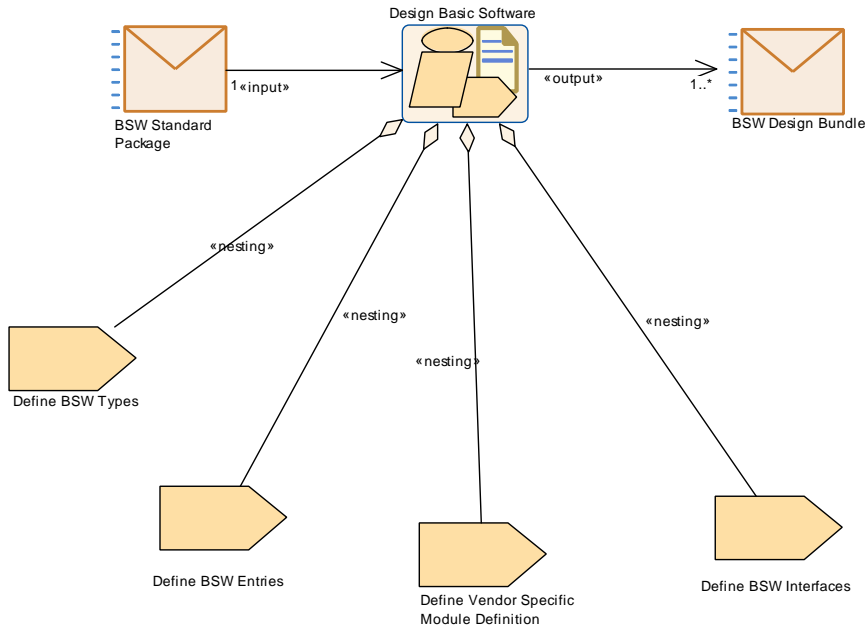 Design Basic Software
1 «input»
«output»
1..*
BSW Standard
Package
BSW Design Bundle
«nesting»
«nesting»
«nesting»
«nesting»
Define BSW Types
Define BSW Entries
Define Vendor Specific
Module Definition
Define BSW Interfaces